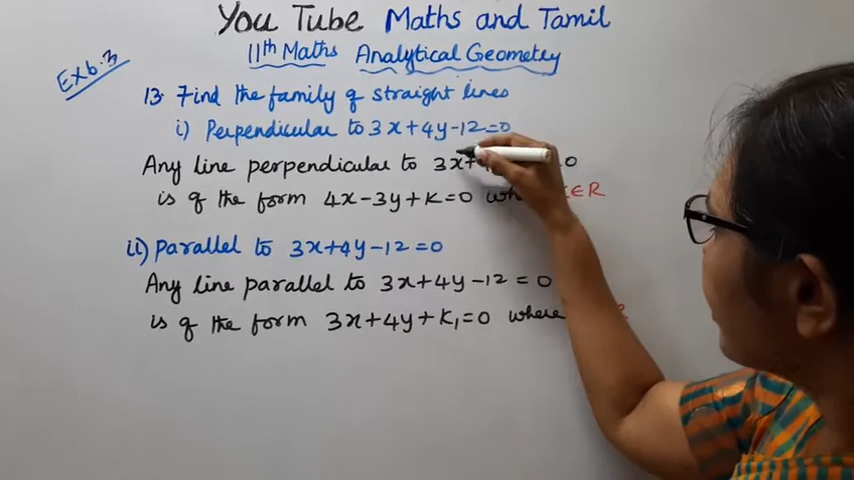 You Tube Maths and Tamil
11th Maths Analytical Geometry
Ex 6.3
13. Find the family of straight lines
i) Perpendicular to 3x+4y-12=0
Any line perpendicular to 3x+ 0
is of the form 4x-3y+K=0 ∈R
ii) Parallel to 3x+4y-12=0
Any line parallel to 3x+4y-12=0
is of the form 3x+4y+K₁=0 where